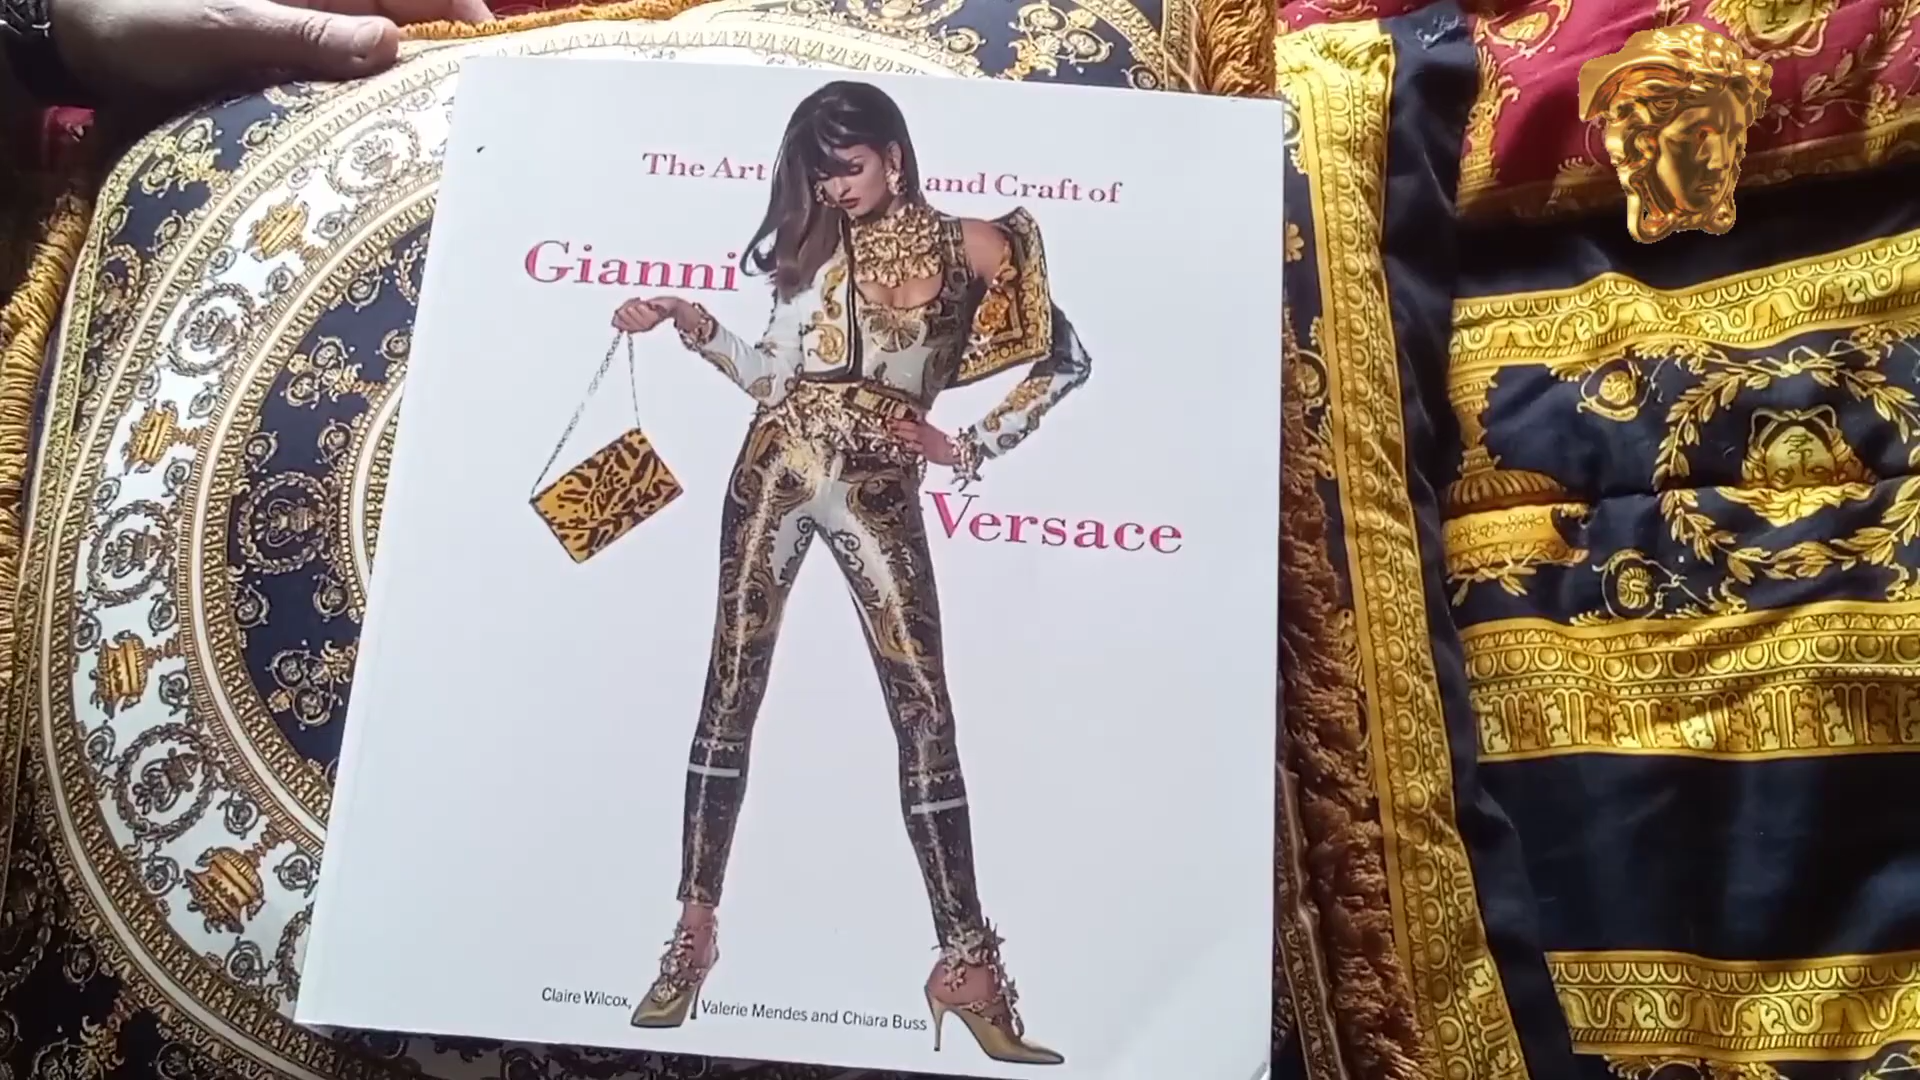 The Art and Craft of
Gianni
Versace
Claire Wilcox, Valerie Mendes and Chiara Buss